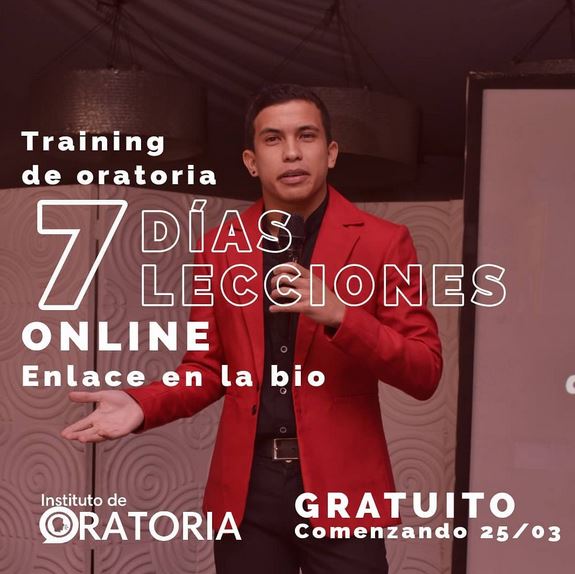 Training
de oratoria
7 DÍAS
LECCIONES
ONLINE
Enlace en la bio
Instituto de
ORATORIA
GRATUITO
Comenzando 25/03